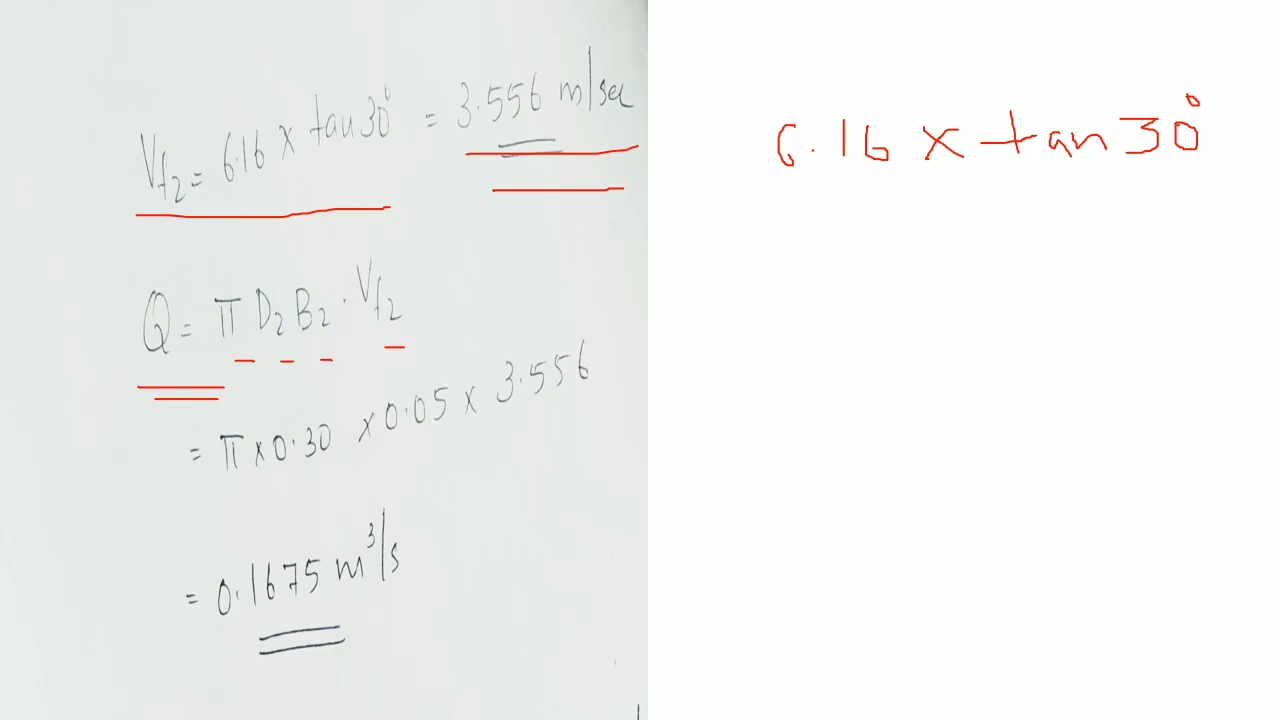 Vf2 = 6.16 x tan30° = 3.556 m/sec
Q = π D2 B2 . Vf2
= π x 0.30 x 0.05 x 3.556
= 0.1675 m³/s
6.16 x tan30°